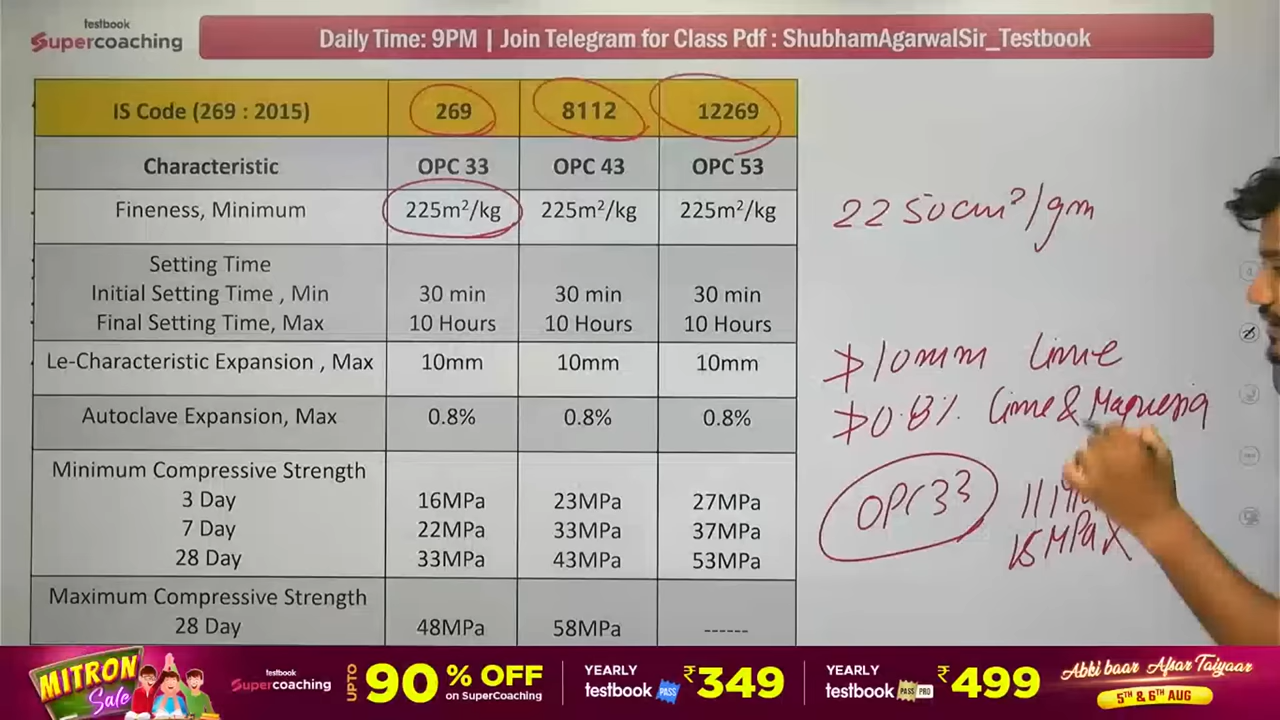 testbook
Supercoaching
Daily Time: 9PM | Join Telegram for Class Pdf : ShubhamAgarwalSir_Testbook
IS Code (269 : 2015) 269 8112 12269
Characteristic OPC 33 OPC 43 OPC 53
Fineness, Minimum 225m²/kg 225m²/kg 225m²/kg
2250cm²/gm
Setting Time
Initial Setting Time , Min 30 min 30 min 30 min
Final Setting Time, Max 10 Hours 10 Hours 10 Hours
Le-Characteristic Expansion , Max 10mm 10mm 10mm
≯10mm Lime
Autoclave Expansion, Max 0.8% 0.8% 0.8%
≯0.8% Lime & Magnesia
Minimum Compressive Strength
3 Day 16MPa 23MPa 27MPa
7 Day 22MPa 33MPa 37MPa
28 Day 33MPa 43MPa 53MPa
OPC33
15MPa X
Maximum Compressive Strength
28 Day 48MPa 58MPa ------
MITRON
Sale
testbook
Supercoaching
UPTO 90% OFF
on SuperCoaching
YEARLY
testbook PASS
₹349
YEARLY
testbook PASS PRO
₹499
Abki baar Afsar Taiyaar
5TH & 6TH AUG